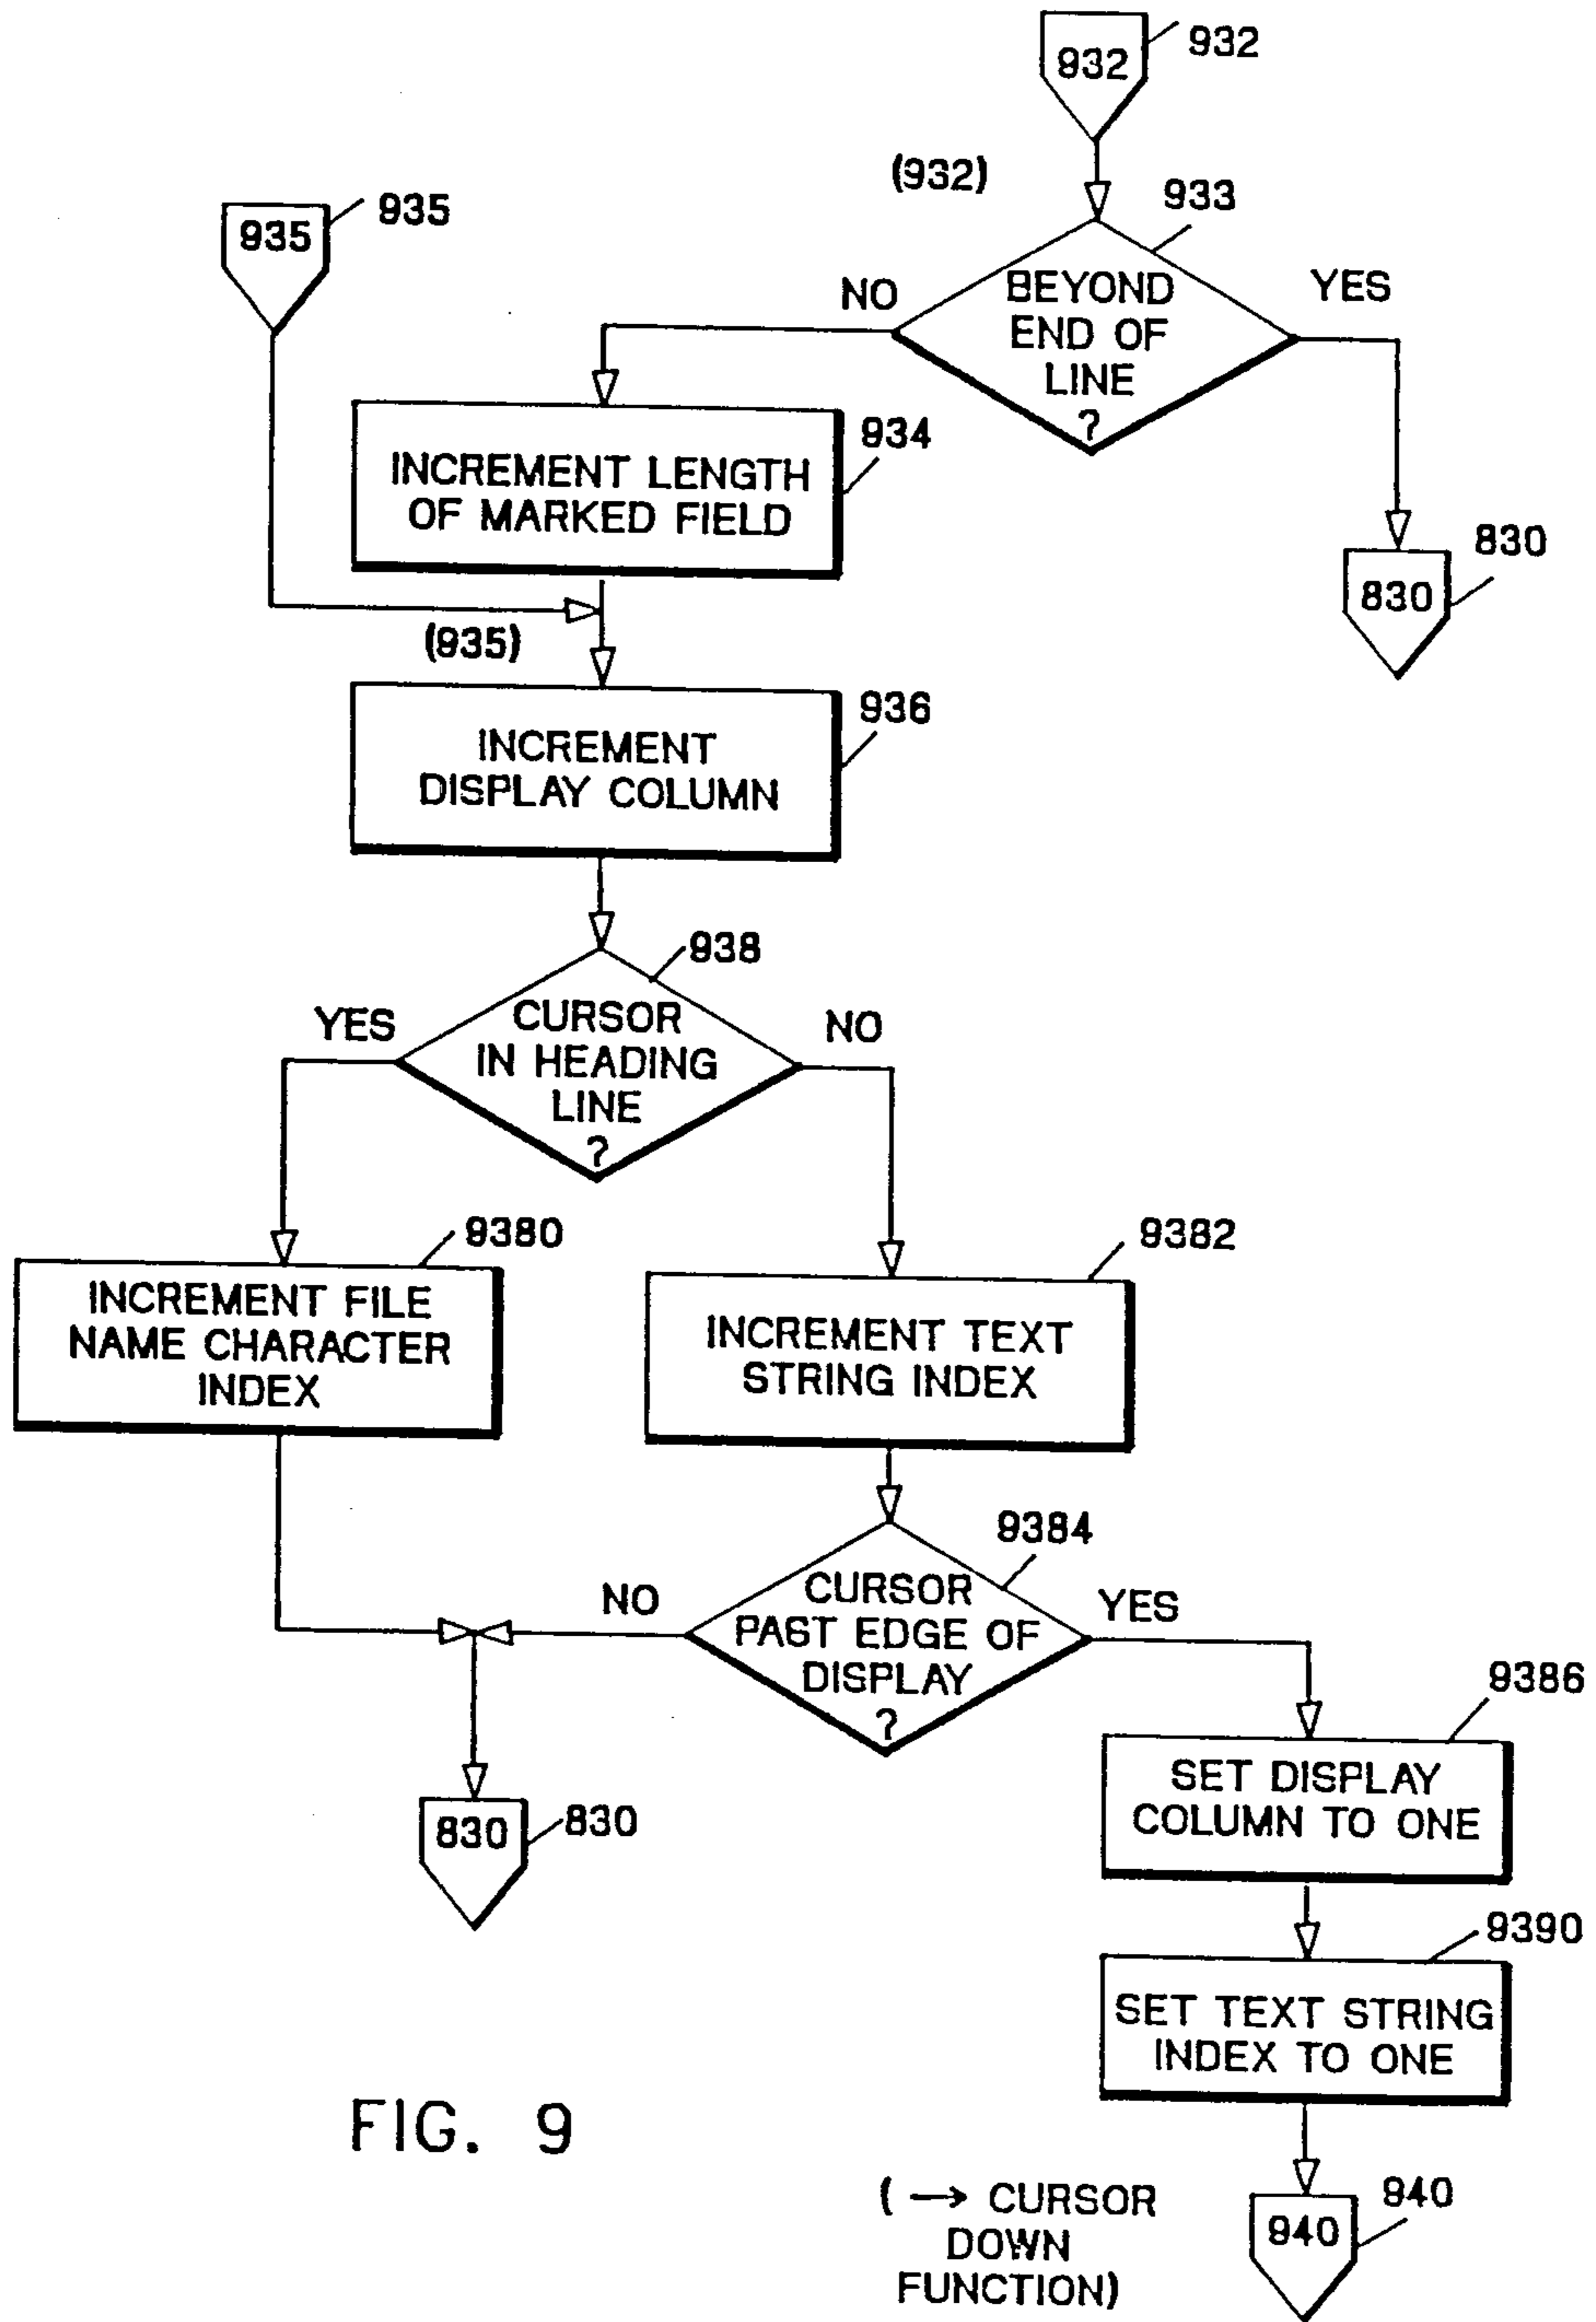 932
932
(932)
935
935
933
BEYOND
END OF
LINE
?
NO
YES
934
INCREMENT LENGTH
OF MARKED FIELD
830
830
(935)
936
INCREMENT
DISPLAY COLUMN
938
CURSOR
IN HEADING
LINE
?
YES
NO
9380
INCREMENT FILE
NAME CHARACTER
INDEX
9382
INCREMENT TEXT
STRING INDEX
9384
CURSOR
PAST EDGE OF
DISPLAY
?
NO
YES
830
830
9386
SET DISPLAY
COLUMN TO ONE
9390
SET TEXT STRING
INDEX TO ONE
FIG. 9
( → CURSOR
DOWN
FUNCTION)
940
940